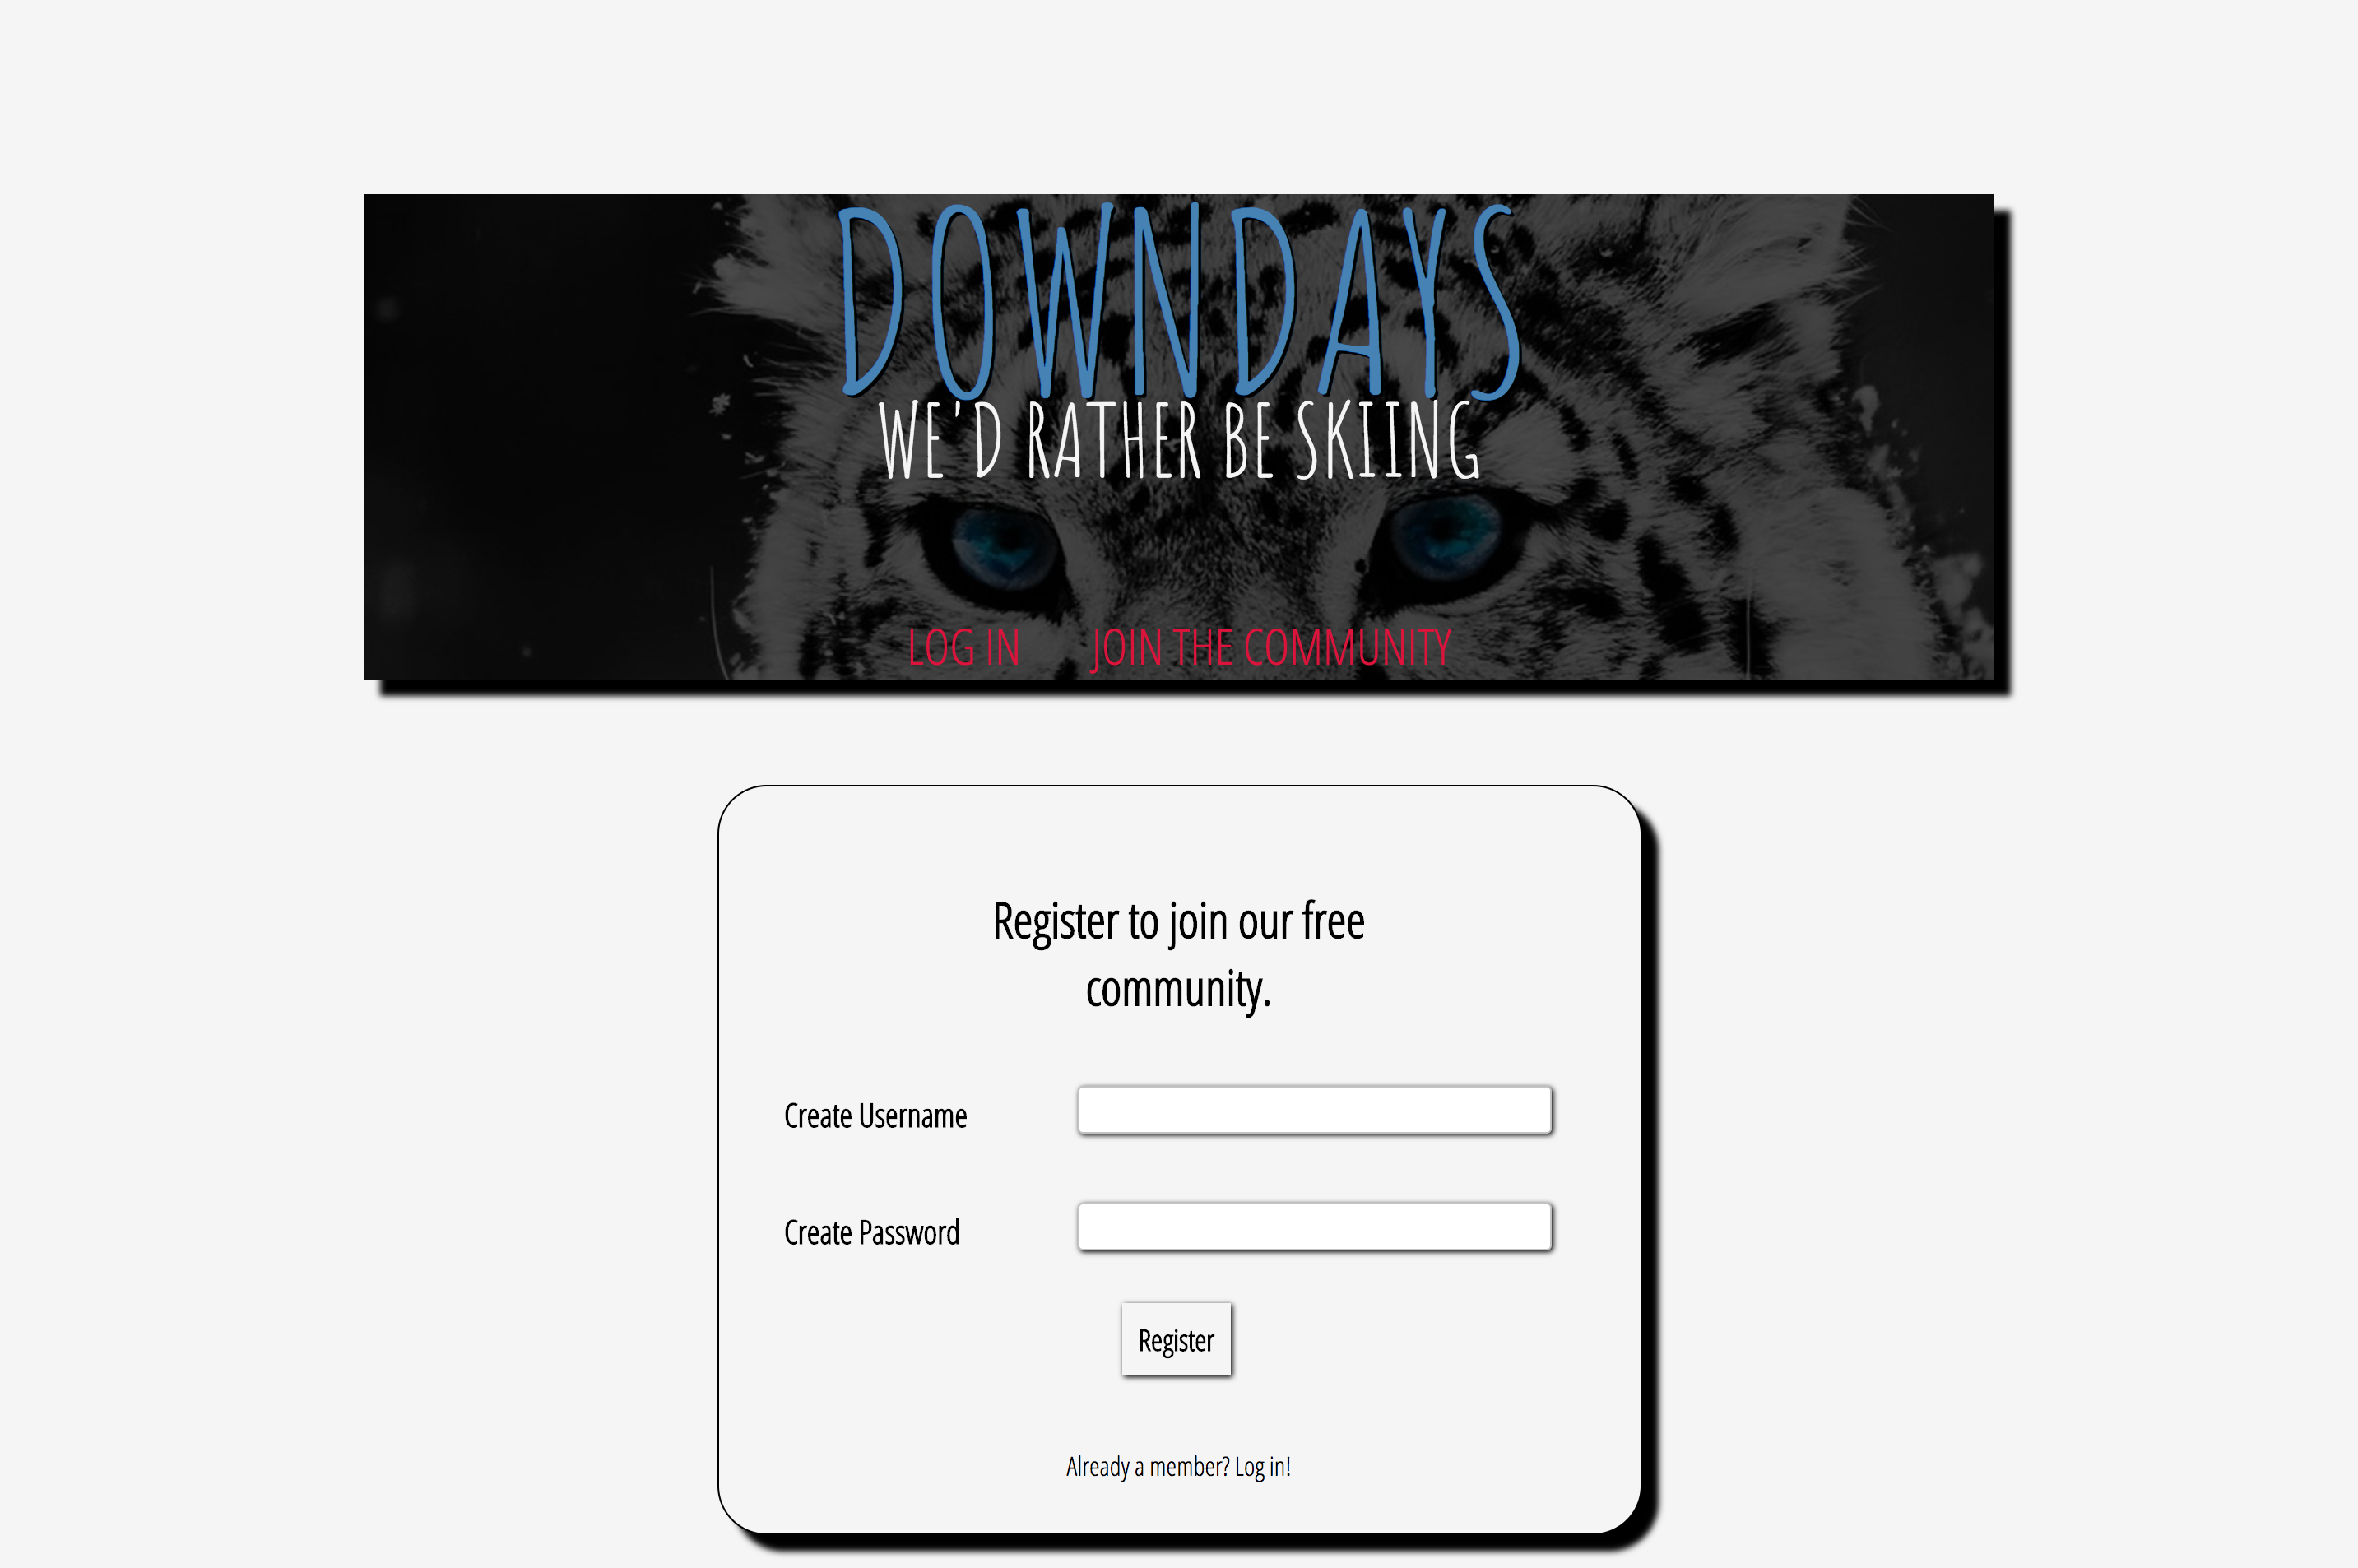 DOWNDAYS
WE'D RATHER BE SKIING
LOG IN JOIN THE COMMUNITY
Register to join our free
community.
Create Username
Create Password
Register
Already a member? Log in!